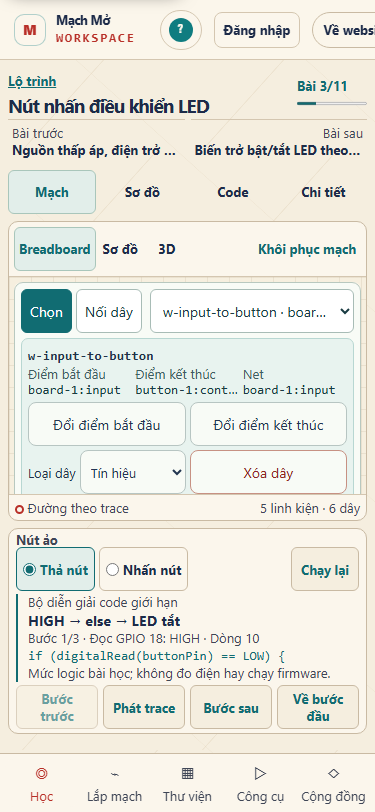 M
Mạch Mở
WORKSPACE
?
Đăng nhập
Về webs
Lộ trình
Nút nhấn điều khiển LED
Bài 3/11
Bài trước
Nguồn thấp áp, điện trở ...
Bài sau
Biến trở bật/tắt LED theo...
Mạch
Sơ đồ
Code
Chi tiết
Breadboard
Sơ đồ
3D
Khôi phục mạch
Chọn
Nối dây
w-input-to-button · boar...
w-input-to-button
Điểm bắt đầu
board-1:input
Điểm kết thúc
button-1:cont...
Net
board-1:input
Đổi điểm bắt đầu
Đổi điểm kết thúc
Loại dây
Tín hiệu
Xóa dây
Đường theo trace
5 linh kiện · 6 dây
Nút ảo
Thả nút
Nhấn nút
Chạy lại
Bộ diễn giải code giới hạn
HIGH → else → LED tắt
Bước 1/3 · Đọc GPIO 18: HIGH · Dòng 10
if (digitalRead(buttonPin) == LOW) {
Mức logic bài học; không đo điện hay chạy firmware.
Bước trước
Phát trace
Bước sau
Về bước đầu
Học
Lắp mạch
Thư viện
Công cụ
Cộng đồng